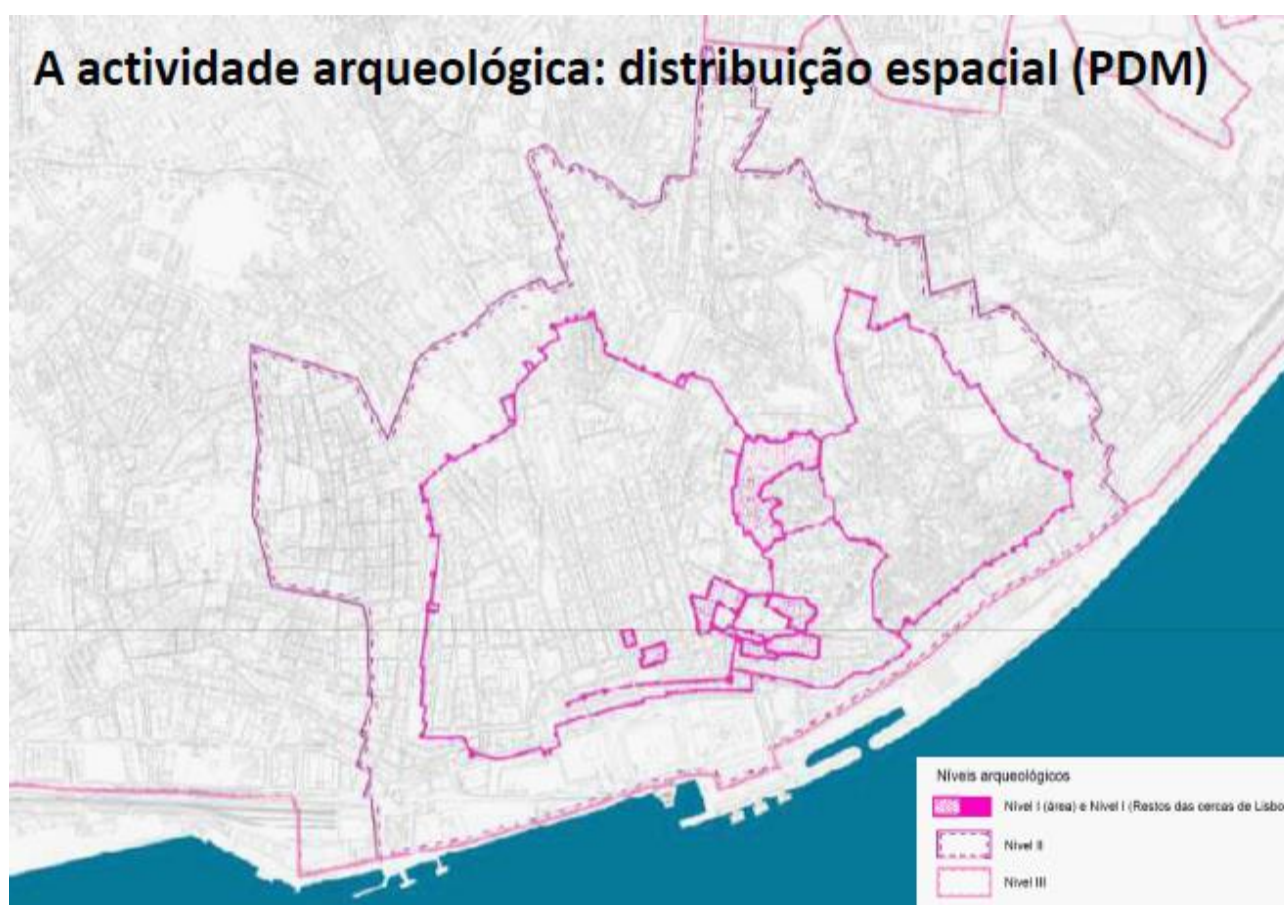 A actividade arqueológica: distribuição espacial (PDM)
Níveis arqueológicos
Nível I (área) e Nível I (Restos das cercas de Lisbo
Nível II
Nível III